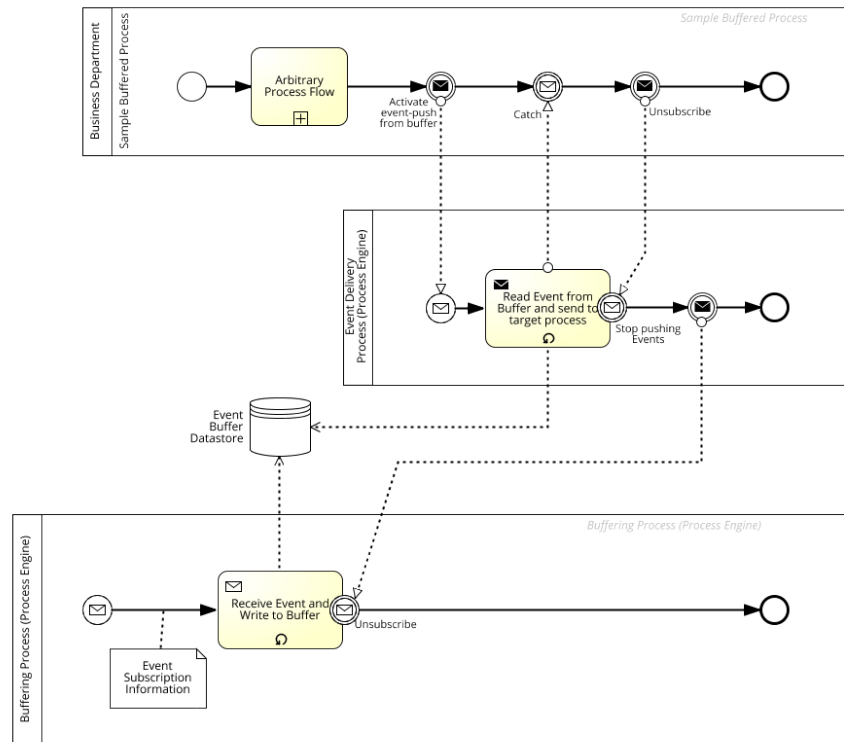 Sample Buffered Process
Business Department
Sample Buffered Process
Arbitrary
Process Flow
Activate
event-push
from buffer
Catch
Unsubscribe
Event Delivery
Process (Process Engine)
Read Event from
Buffer and send to
target process
Stop pushing
Events
Event
Buffer
Datastore
Buffering Process (Process Engine)
Buffering Process (Process Engine)
Receive Event and
Write to Buffer
Unsubscribe
Event
Subscription
Information